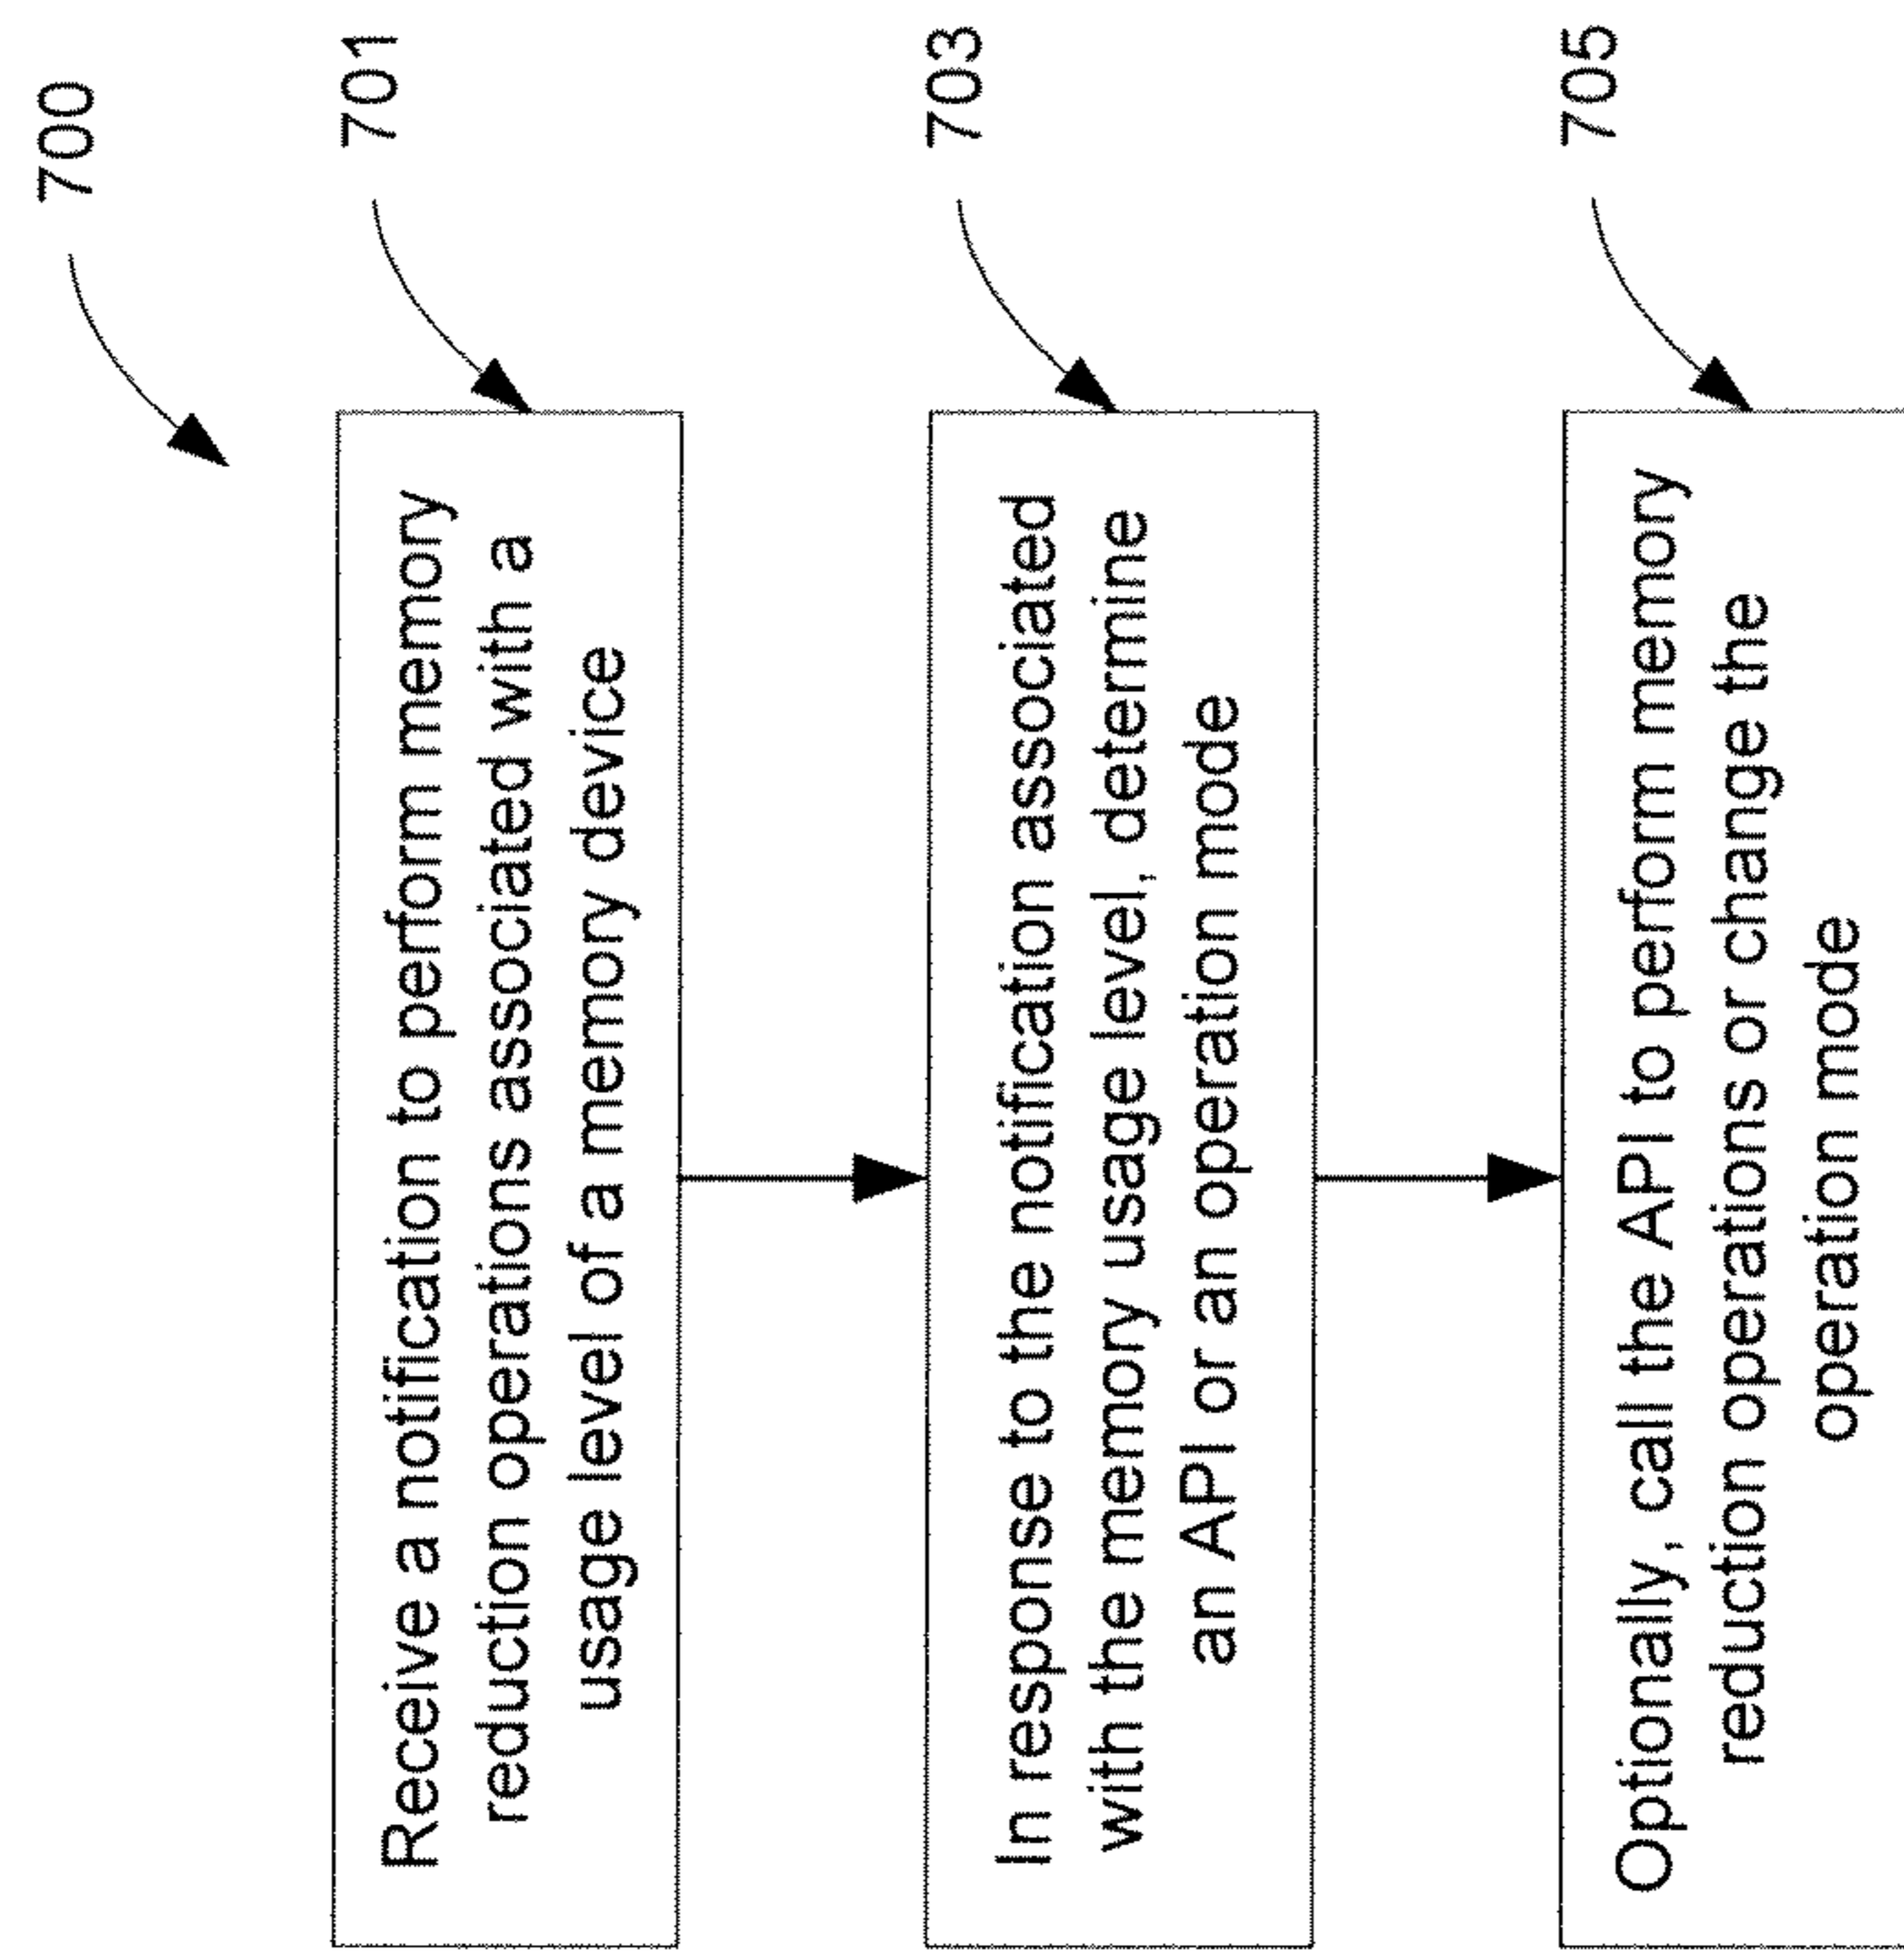 700
701
Receive a notification to perform memory
reduction operations associated with a
usage level of a memory device
703
In response to the notification associated
with the memory usage level, determine
an API or an operation mode
705
Optionally, call the API to perform memory
reduction operations or change the
operation mode